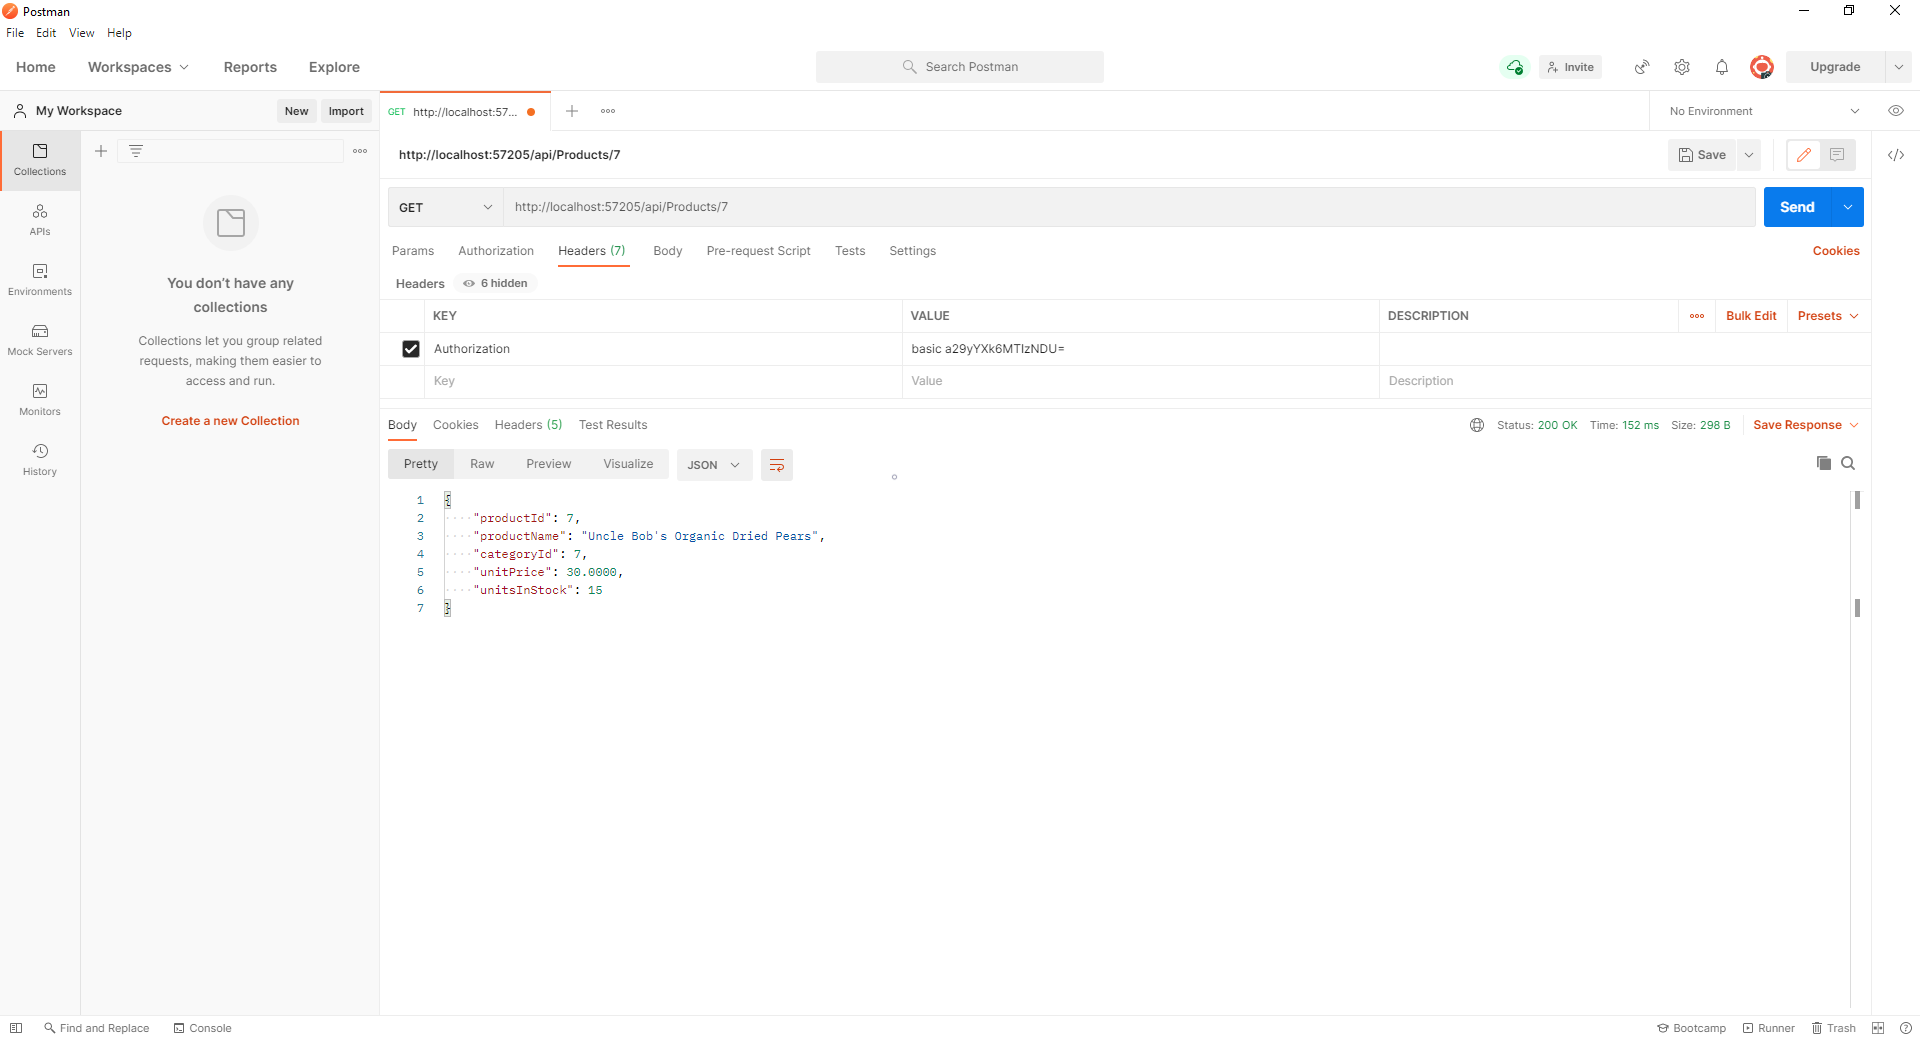 Postman
File Edit View Help
Home Workspaces Reports Explore
Search Postman
Invite
Upgrade
My Workspace
New Import
GET http://localhost:57...
No Environment
Collections
APIs
Environments
Mock Servers
Monitors
History
You don't have any
collections
Collections let you group related
requests, making them easier to
access and run.
Create a new Collection
http://localhost:57205/api/Products/7
Save
GET http://localhost:57205/api/Products/7
Send
Params Authorization Headers (7) Body Pre-request Script Tests Settings
Cookies
Headers 6 hidden
KEY VALUE DESCRIPTION
Bulk Edit Presets
Authorization basic a29yYXk6MTIzNDU=
Key Value Description
Body Cookies Headers (5) Test Results
Status: 200 OK Time: 152 ms Size: 298 B
Save Response
Pretty Raw Preview Visualize JSON
1 {
2 "productId": 7,
3 "productName": "Uncle Bob's Organic Dried Pears",
4 "categoryId": 7,
5 "unitPrice": 30.0000,
6 "unitsInStock": 15
7 }
Find and Replace Console
Bootcamp Runner Trash